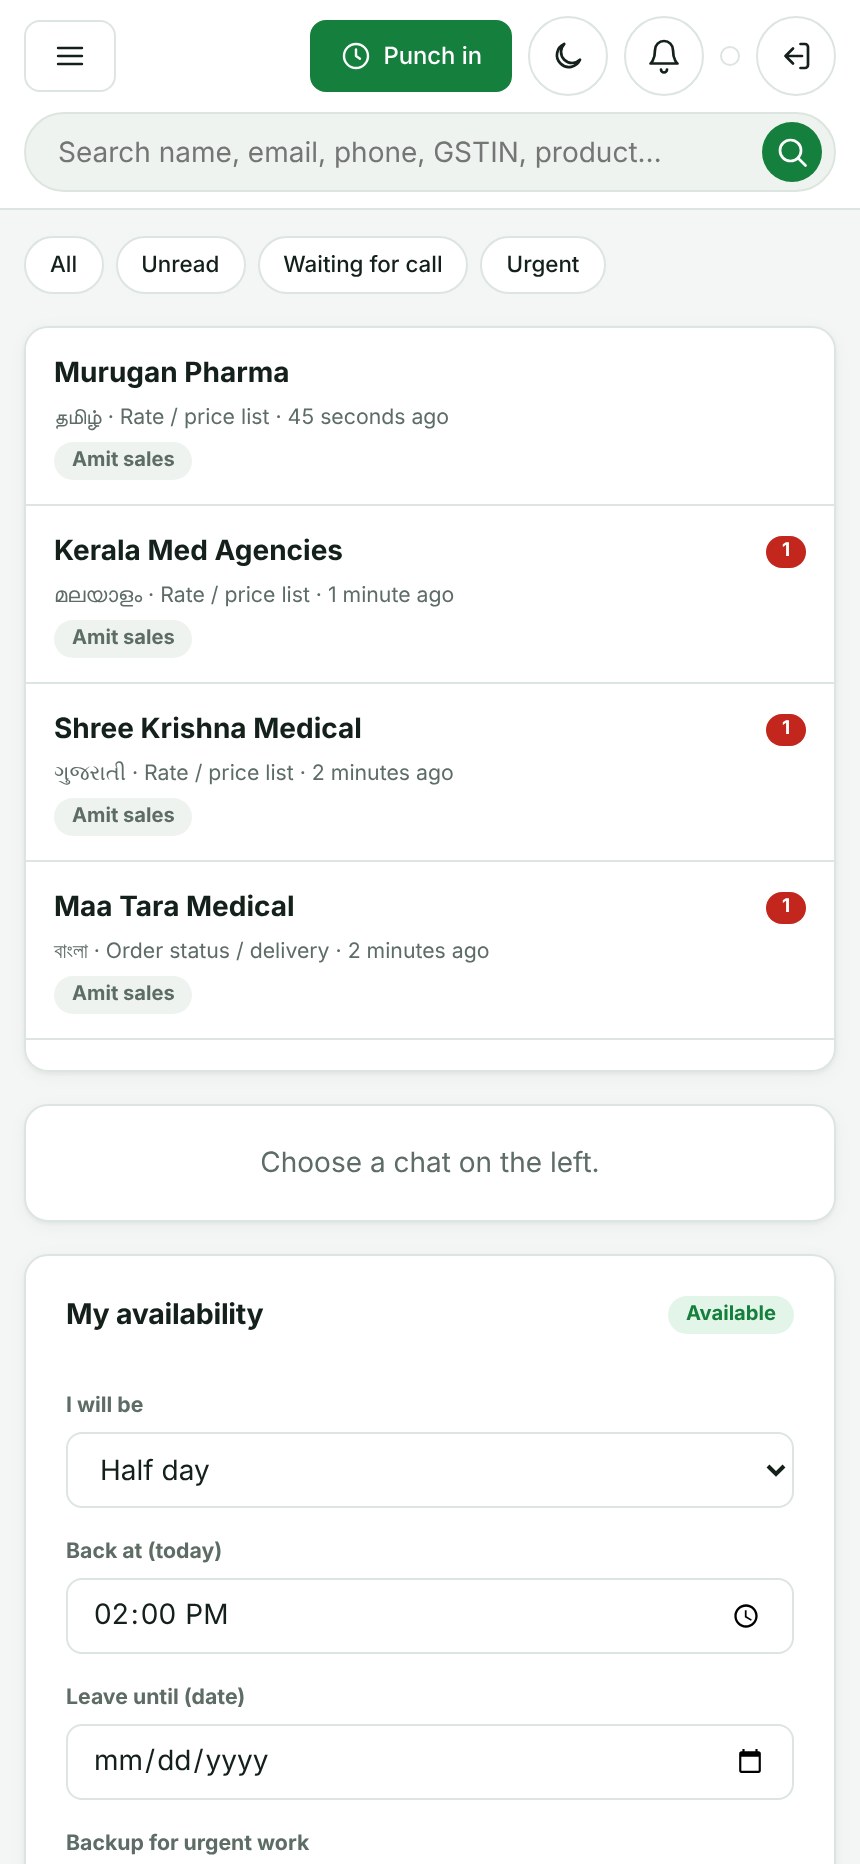 Punch in
Search name, email, phone, GSTIN, product...
All
Unread
Waiting for call
Urgent
Murugan Pharma
தமிழ் · Rate / price list · 45 seconds ago
Amit sales
Kerala Med Agencies
1
മലയാളം · Rate / price list · 1 minute ago
Amit sales
Shree Krishna Medical
1
ગુજરાતી · Rate / price list · 2 minutes ago
Amit sales
Maa Tara Medical
1
বাংলা · Order status / delivery · 2 minutes ago
Amit sales
Choose a chat on the left.
My availability
Available
I will be
Half day
Back at (today)
02:00 PM
Leave until (date)
mm/dd/yyyy
Backup for urgent work